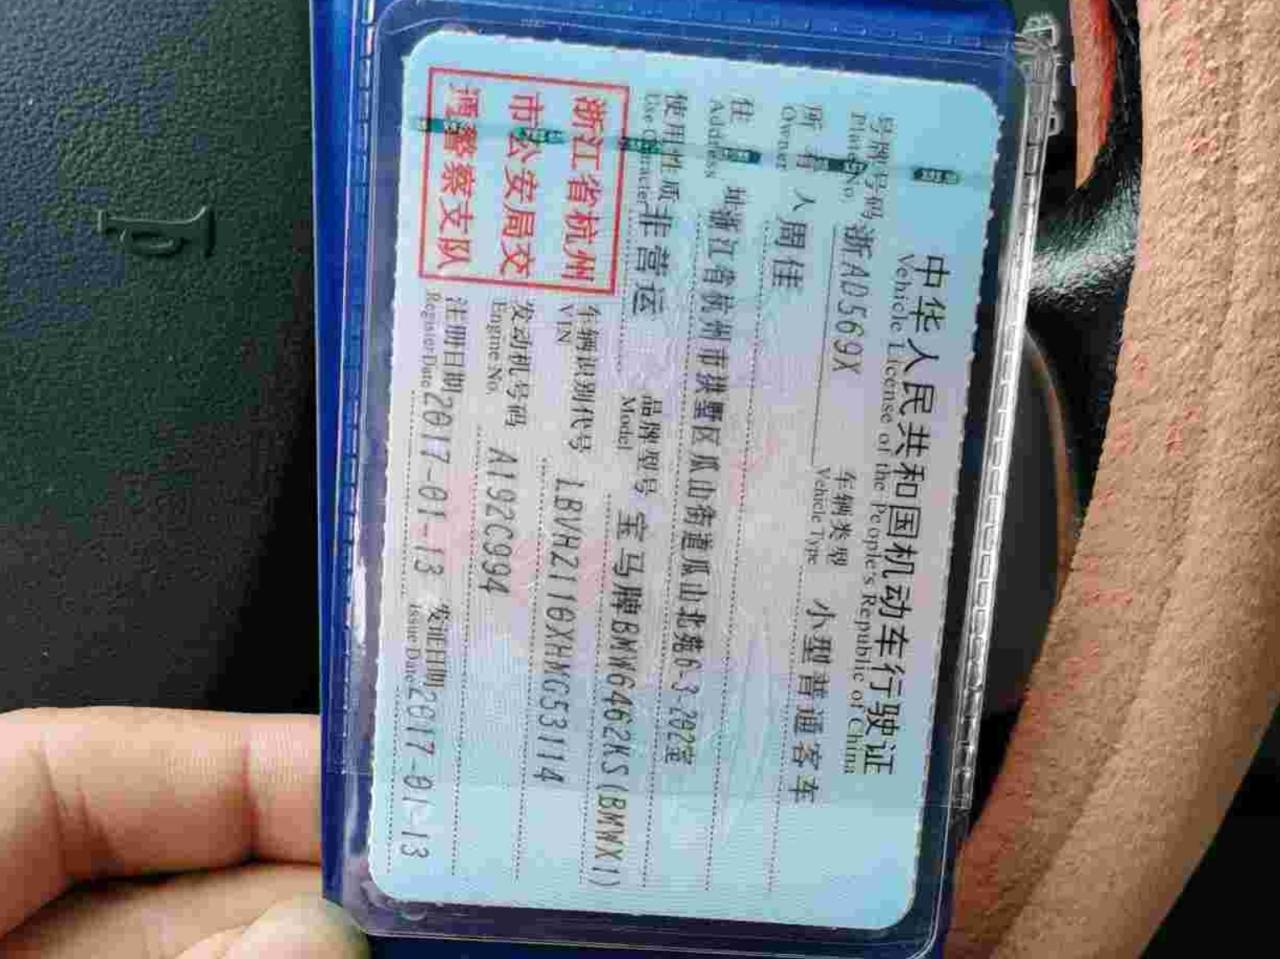 中华人民共和国机动车行驶证
Vehicle License of the People's Republic of China
号牌号码 浙AD569X 车辆类型 小型普通客车
Plate No. Vehicle Type
所有人 周佳
Owner
住址 浙江省杭州市拱墅区瓜山街道瓜山北苑6-3-202室
Address
使用性质 非营运 品牌型号 宝马牌BMW6462KS(BMWX1)
Use Character Model
浙江省杭州
市公安局交
通警察支队
车辆识别代号 LBVHZ1110XHMG53114
VIN
发动机号码 A192C994
Engine No.
注册日期 2017-01-13 发证日期 2017-01-13
Register Date Issue Date